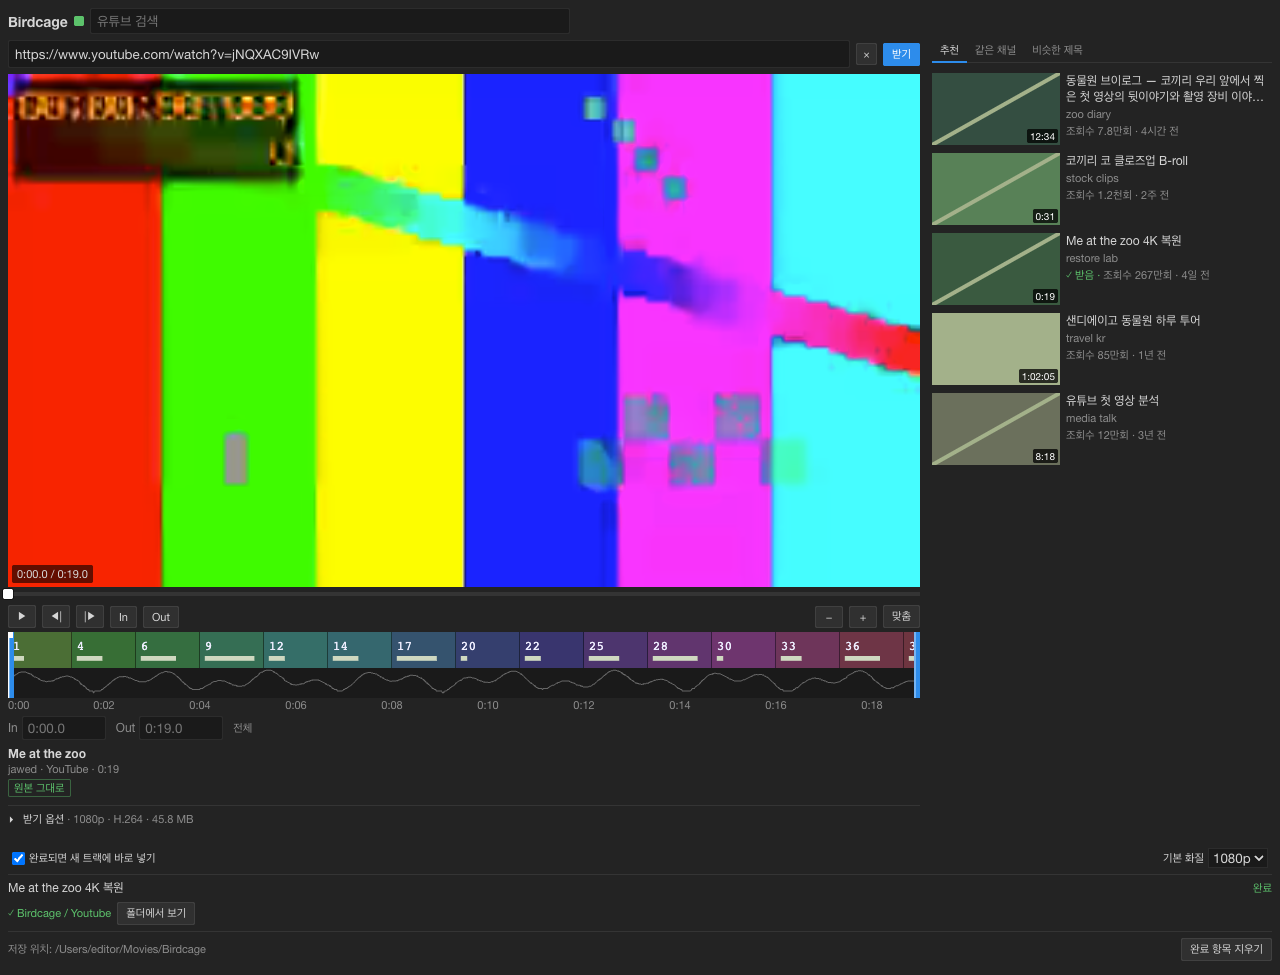 Birdcage
유튜브 검색
https://www.youtube.com/watch?v=jNQXAC9IVRw
×
받기
추천
같은 채널
비슷한 제목
동물원 브이로그 — 코끼리 우리 앞에서 찍
은 첫 영상의 뒷이야기와 촬영 장비 이야…
zoo diary
조회수 7.8만회 · 4시간 전
12:34
코끼리 코 클로즈업 B-roll
stock clips
조회수 1.2천회 · 2주 전
0:31
Me at the zoo 4K 복원
restore lab
✓ 받음 · 조회수 267만회 · 4일 전
0:19
샌디에이고 동물원 하루 투어
travel kr
조회수 85만회 · 1년 전
1:02:05
유튜브 첫 영상 분석
media talk
조회수 12만회 · 3년 전
8:18
0:00.0 / 0:19.0
In
Out
−
+
맞춤
1 4 6 9 12 14 17 20 22 25 28 30 33 36
0:00 0:02 0:04 0:06 0:08 0:10 0:12 0:14 0:16 0:18
In 0:00.0 Out 0:19.0 전체
Me at the zoo
jawed · YouTube · 0:19
원본 그대로
받기 옵션 · 1080p · H.264 · 45.8 MB
완료되면 새 트랙에 바로 넣기
기본 화질 1080p
Me at the zoo 4K 복원
완료
✓ Birdcage / Youtube
폴더에서 보기
저장 위치: /Users/editor/Movies/Birdcage
완료 항목 지우기